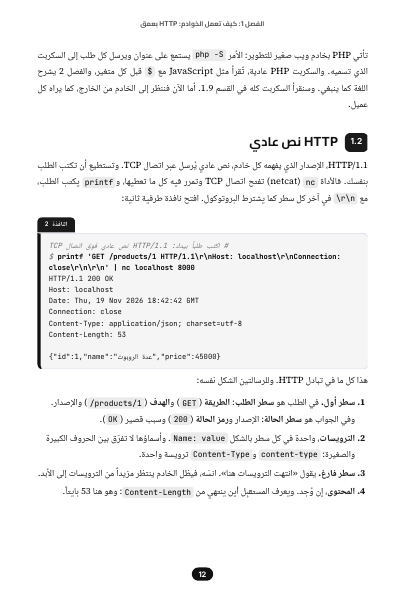 الفصل 1: كيف تعمل الخوادم: HTTP بعمق
تأتي PHP بخادم ويب صغير للتطوير: الأمر php -S يستمع على عنوان ويرسل كل طلب إلى السكربت
الذي تسميه. والسكربت PHP عادية، تُقرأ مثل JavaScript مع $ قبل كل متغير، والفصل 2 يشرح
اللغة كما ينبغي. وسنقرأ السكربت كله في القسم 1.9. أما الآن فننظر إلى الخادم من الخارج، كما يراه كل
عميل.
1.2 HTTP نص عادي
HTTP/1.1، الإصدار الذي يفهمه كل خادم، نص عادي يُرسل عبر اتصال TCP. وتستطيع أن تكتب الطلب
بنفسك. فالأداة nc (netcat) تفتح اتصال TCP وتمرر فيه كل ما تعطيها، و printf يكتب الطلب،
مع \r\n في آخر كل سطر كما يشترط البروتوكول. افتح نافذة طرفية ثانية:
النافذة 2
# اكتب طلباً بيدك: HTTP/1.1 نص عادي فوق اتصال TCP
$ printf 'GET /products/1 HTTP/1.1\r\nHost: localhost\r\nConnection:
close\r\n\r\n' | nc localhost 8000
HTTP/1.1 200 OK
Host: localhost
Date: Thu, 19 Nov 2026 18:42:42 GMT
Connection: close
Content-Type: application/json; charset=utf-8
Content-Length: 53
{"id":1,"name":"عدة الروبوت","price":45000}
هذا كل ما في تبادل HTTP. وللرسالتين الشكل نفسه:
1. سطر أول. في الطلب هو سطر الطلب: الطريقة (GET) والهدف (/products/1) والإصدار.
وفي الجواب هو سطر الحالة: الإصدار ورمز الحالة (200) وسبب قصير (OK).
2. الترويسات، واحدة في كل سطر بالشكل Name: value. وأسماؤها لا تفرّق بين الحروف الكبيرة
والصغيرة: content-type و Content-Type ترويسة واحدة.
3. سطر فارغ. يقول «انتهت الترويسات هنا». انسَه، فيظل الخادم ينتظر مزيداً من الترويسات إلى الأبد.
4. المحتوى، إن وُجد. ويعرف المستقبِل أين ينتهي من Content-Length: وهو هنا 53 بايتاً.
12